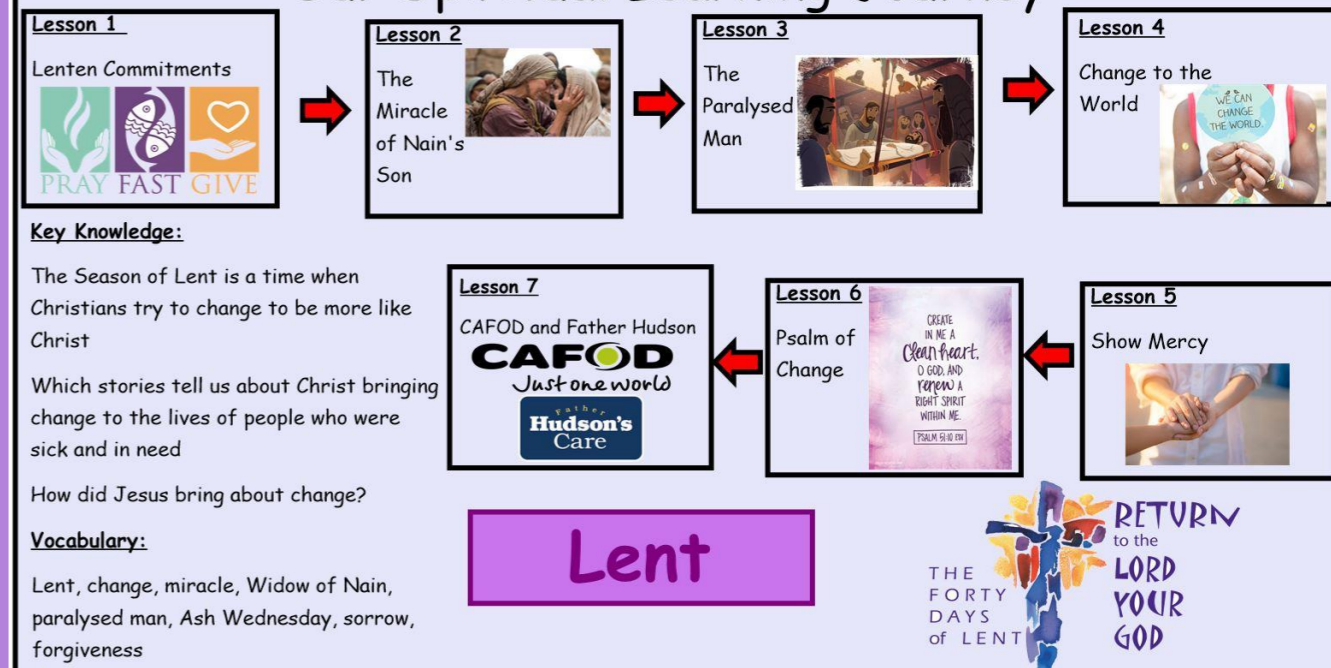 Lesson 1
Lenten Commitments
PRAY FAST GIVE
Lesson 2
The
Miracle
of Nain's
Son
Lesson 3
The
Paralysed
Man
Lesson 4
Change to the
World
WE CAN
CHANGE
THE WORLD.
Key Knowledge:
The Season of Lent is a time when
Christians try to change to be more like
Christ
Which stories tell us about Christ bringing
change to the lives of people who were
sick and in need
How did Jesus bring about change?
Vocabulary:
Lent, change, miracle, Widow of Nain,
paralysed man, Ash Wednesday, sorrow,
forgiveness
Lesson 7
CAFOD and Father Hudson
CAFOD
Just one world
Father
Hudson's
Care
Lesson 6
Psalm of
Change
CREATE
IN ME A
Clean heart,
O GOD, AND
renew A
RIGHT SPIRIT
WITHIN ME.
PSALM 51:10 ESV
Lesson 5
Show Mercy
Lent
THE
FORTY
DAYS
of LENT
RETURN
to the
LORD
YOUR
GOD